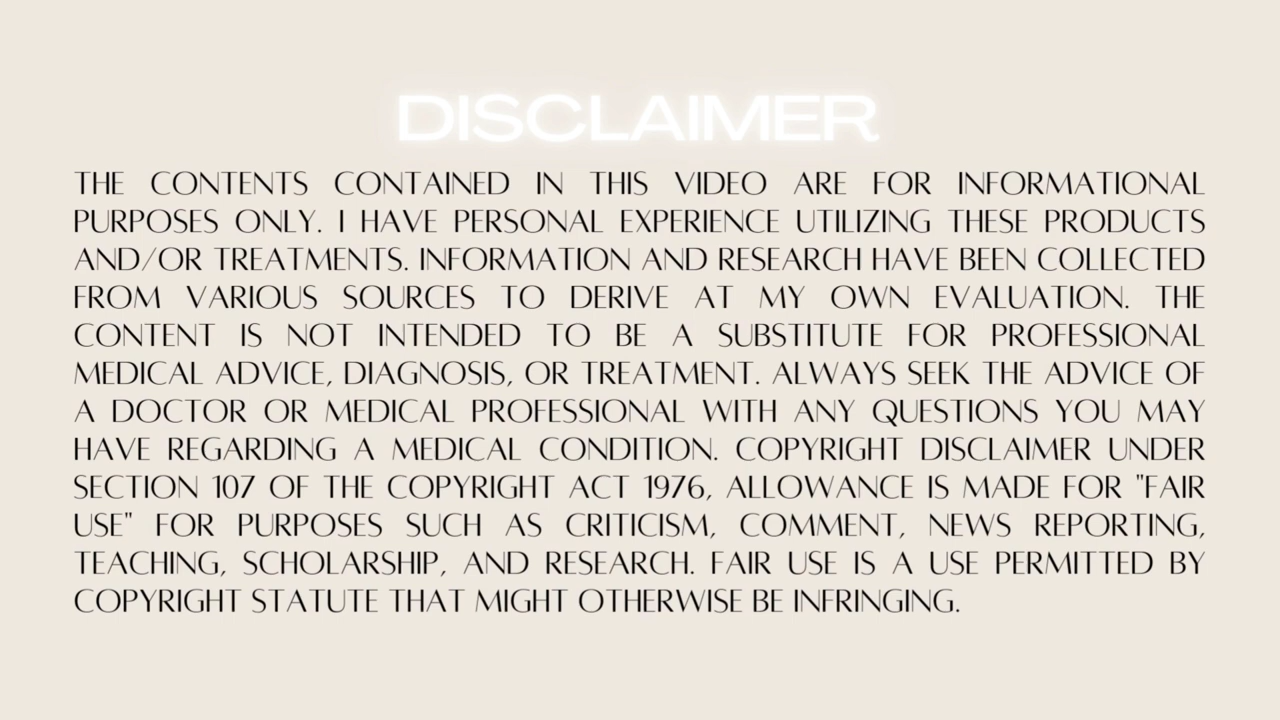 DISCLAIMER
THE CONTENTS CONTAINED IN THIS VIDEO ARE FOR INFORMATIONAL
PURPOSES ONLY. I HAVE PERSONAL EXPERIENCE UTILIZING THESE PRODUCTS
AND/OR TREATMENTS. INFORMATION AND RESEARCH HAVE BEEN COLLECTED
FROM VARIOUS SOURCES TO DERIVE AT MY OWN EVALUATION. THE
CONTENT IS NOT INTENDED TO BE A SUBSTITUTE FOR PROFESSIONAL
MEDICAL ADVICE, DIAGNOSIS, OR TREATMENT. ALWAYS SEEK THE ADVICE OF
A DOCTOR OR MEDICAL PROFESSIONAL WITH ANY QUESTIONS YOU MAY
HAVE REGARDING A MEDICAL CONDITION. COPYRIGHT DISCLAIMER UNDER
SECTION 107 OF THE COPYRIGHT ACT 1976, ALLOWANCE IS MADE FOR "FAIR
USE" FOR PURPOSES SUCH AS CRITICISM, COMMENT, NEWS REPORTING,
TEACHING, SCHOLARSHIP, AND RESEARCH. FAIR USE IS A USE PERMITTED BY
COPYRIGHT STATUTE THAT MIGHT OTHERWISE BE INFRINGING.